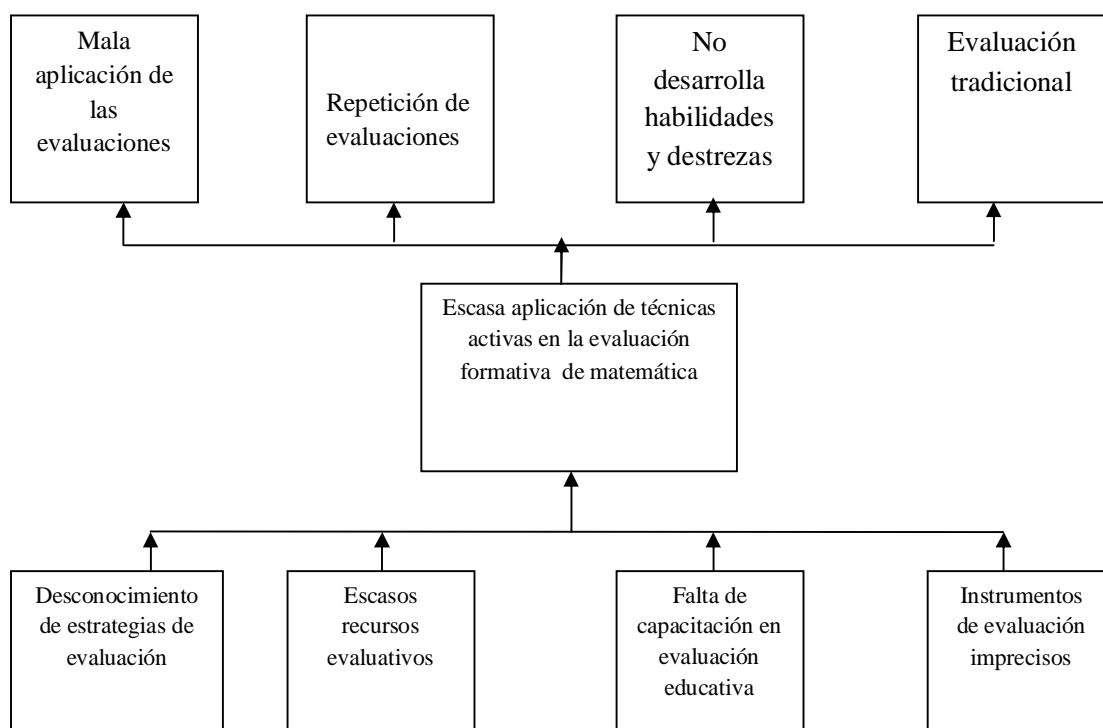 Mala
aplicación de
las
evaluaciones
Repetición de
evaluaciones
No
desarrolla
habilidades
y destrezas
Evaluación
tradicional
Escasa aplicación de técnicas
activas en la evaluación
formativa de matemática
Desconocimiento
de estrategias de
evaluación
Escasos
recursos
evaluativos
Falta de
capacitación en
evaluación
educativa
Instrumentos
de evaluación
imprecisos